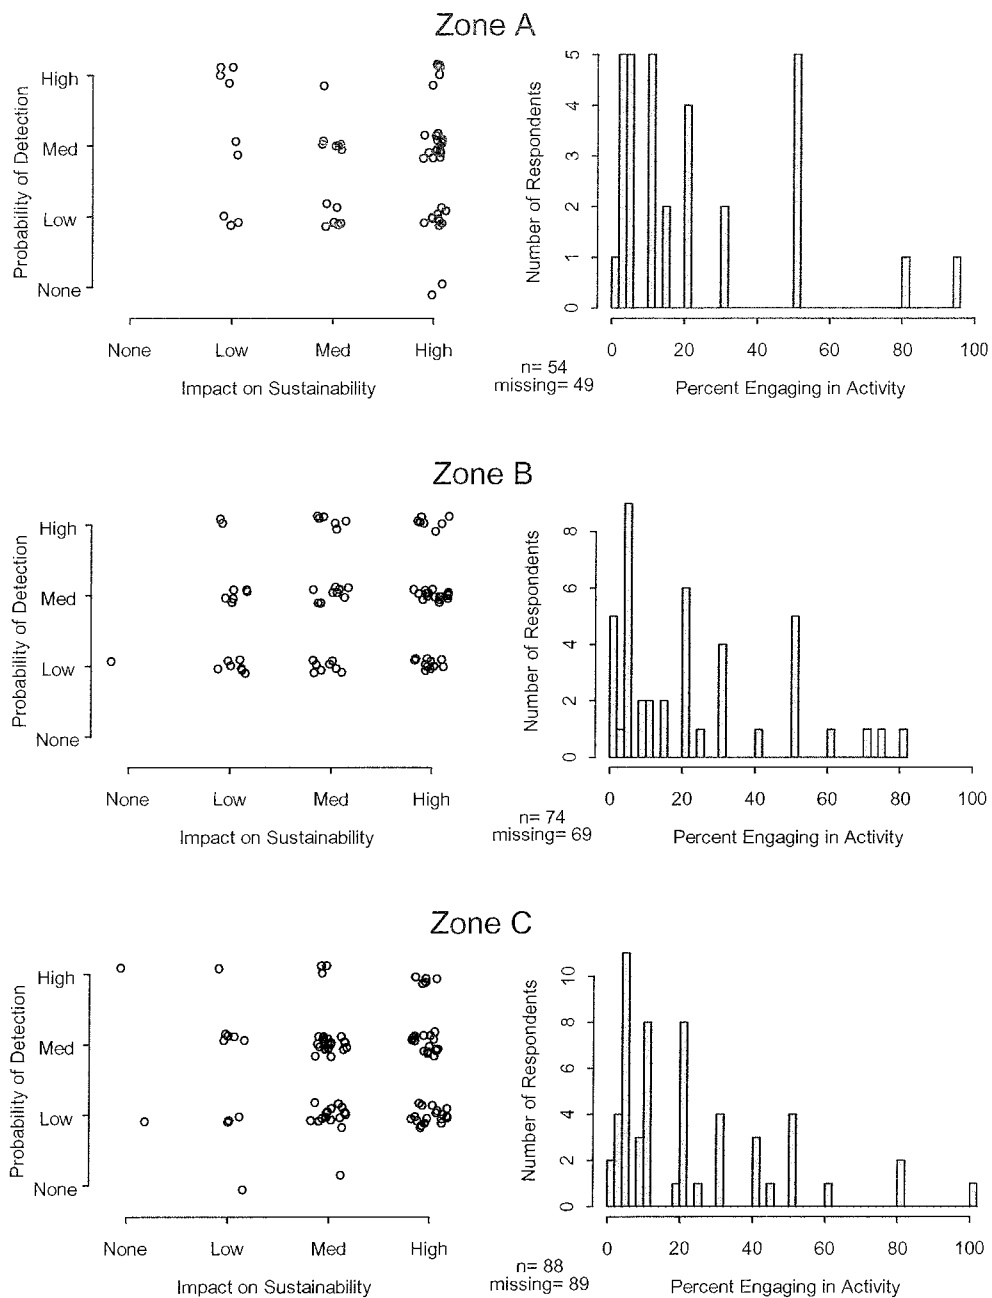 Zone A
Probability of Detection
High
Med
Low
None
None Low Med High
Impact on Sustainability
n= 54
missing= 49
Number of Respondents
5
4
3
2
1
0
0 20 40 60 80 100
Percent Engaging in Activity
Zone B
Probability of Detection
High
Med
Low
None
None Low Med High
Impact on Sustainability
n= 74
missing= 69
Number of Respondents
8
6
4
2
0
0 20 40 60 80 100
Percent Engaging in Activity
Zone C
Probability of Detection
High
Med
Low
None
None Low Med High
Impact on Sustainability
n= 88
missing= 89
Number of Respondents
10
8
6
4
2
0
0 20 40 60 80 100
Percent Engaging in Activity